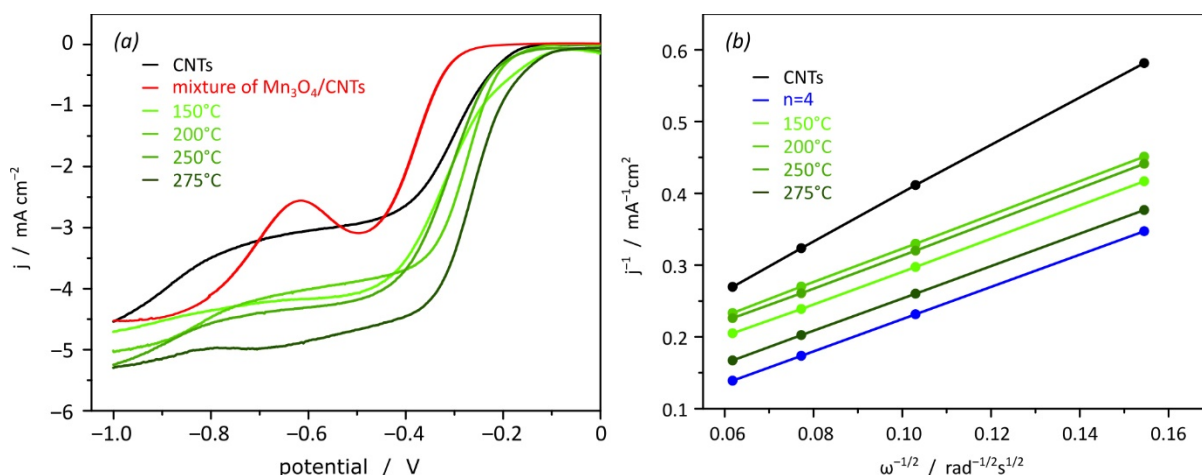 (a)
CNTs
mixture of Mn₃O₄/CNTs
150°C
200°C
250°C
275°C
0
−1
−2
−3
−4
−5
−6
j / mA cm⁻²
−1.0 −0.8 −0.6 −0.4 −0.2 0
potential / V
(b)
CNTs
n=4
150°C
200°C
250°C
275°C
0.6
0.5
0.4
0.3
0.2
0.1
j⁻¹ / mA⁻¹cm²
0.06 0.08 0.10 0.12 0.14 0.16
ω⁻¹/² / rad⁻¹/²s¹/²